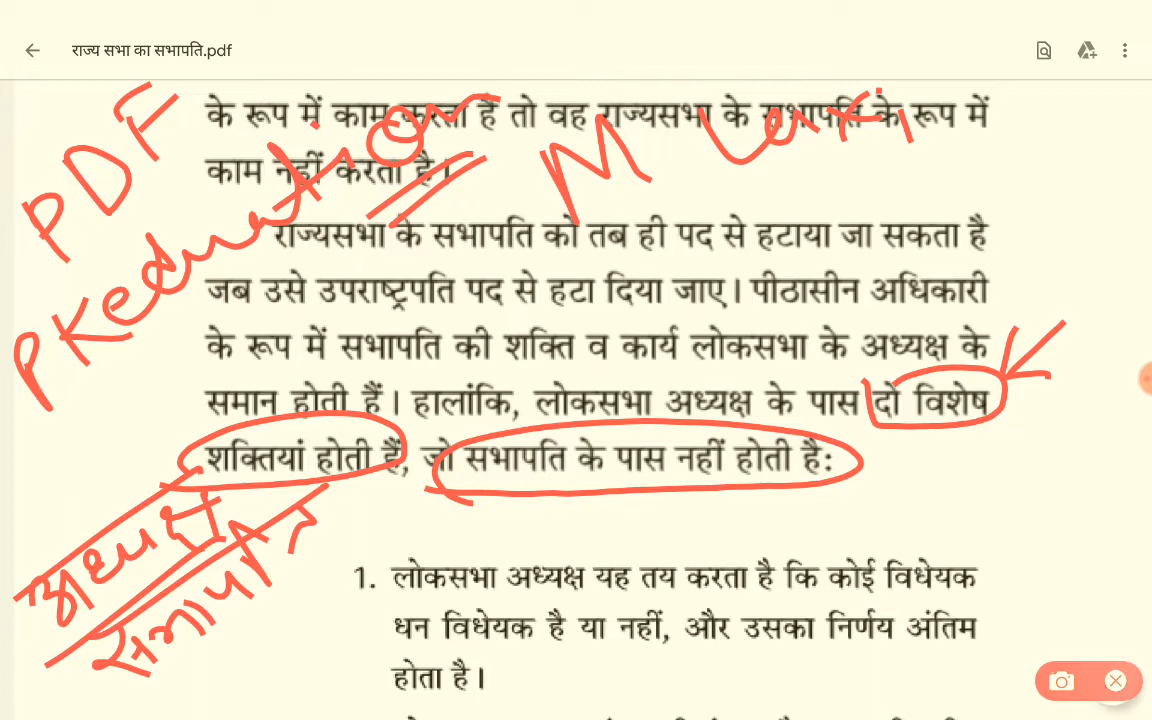 राज्य सभा का सभापति.pdf
के रूप में काम करता है तो वह राज्यसभा के सभापति के रूप में
काम नहीं करता है।
PDF
PKeducation
राज्यसभा के सभापति को तब ही पद से हटाया जा सकता है
जब उसे उपराष्ट्रपति पद से हटा दिया जाए। पीठासीन अधिकारी
के रूप में सभापति की शक्ति व कार्य लोकसभा के अध्यक्ष के
समान होती हैं। हालांकि, लोकसभा अध्यक्ष के पास दो विशेष
शक्तियां होती हैं, जो सभापति के पास नहीं होती है:
अध्यक्ष
सभापति
1. लोकसभा अध्यक्ष यह तय करता है कि कोई विधेयक
धन विधेयक है या नहीं, और उसका निर्णय अंतिम
होता है।